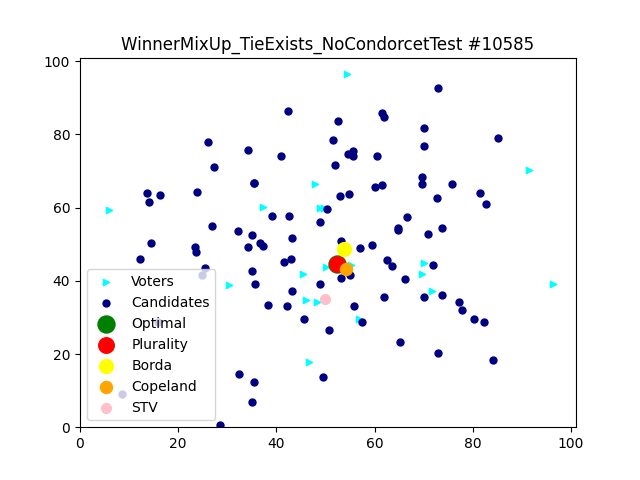 WinnerMixUp_TieExists_NoCondorcetTest #10585
100
80
60
40
20
0
Voters
Candidates
Optimal
Plurality
Borda
Copeland
STV
0 20 40 60 80 100